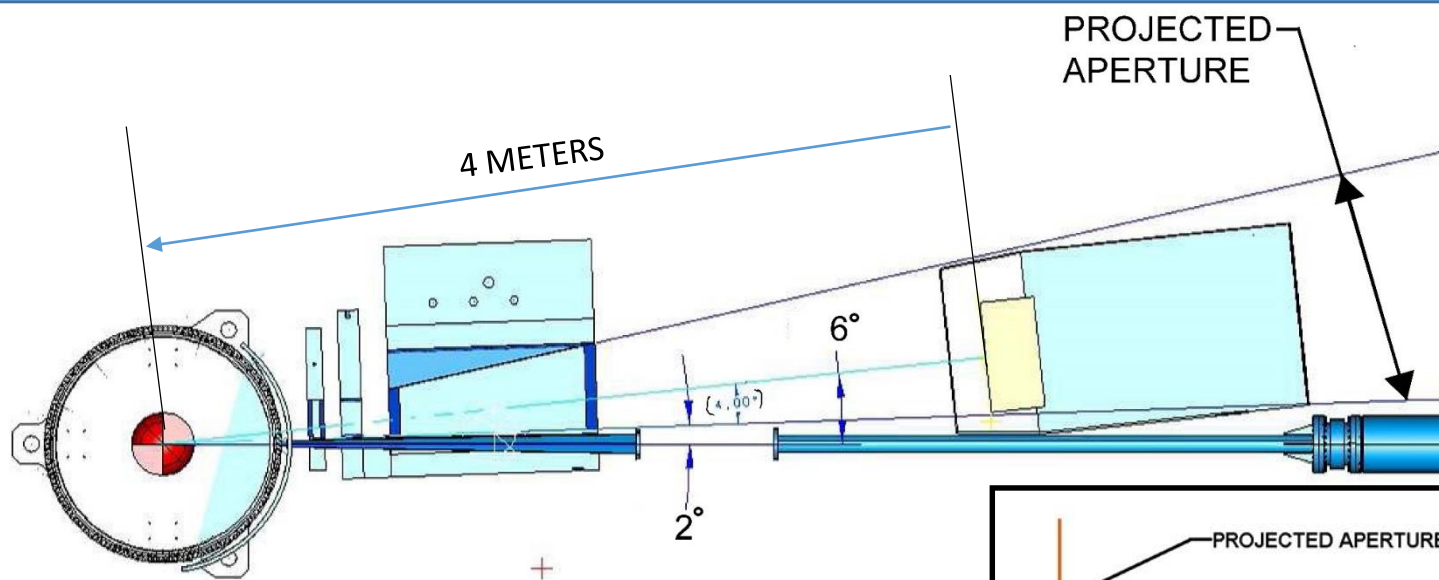 PROJECTED
APERTURE
4 METERS
6°
(4.00°)
2°
PROJECTED APERTURE